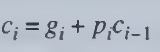 c_i = g_i + p_i c_{i-1}